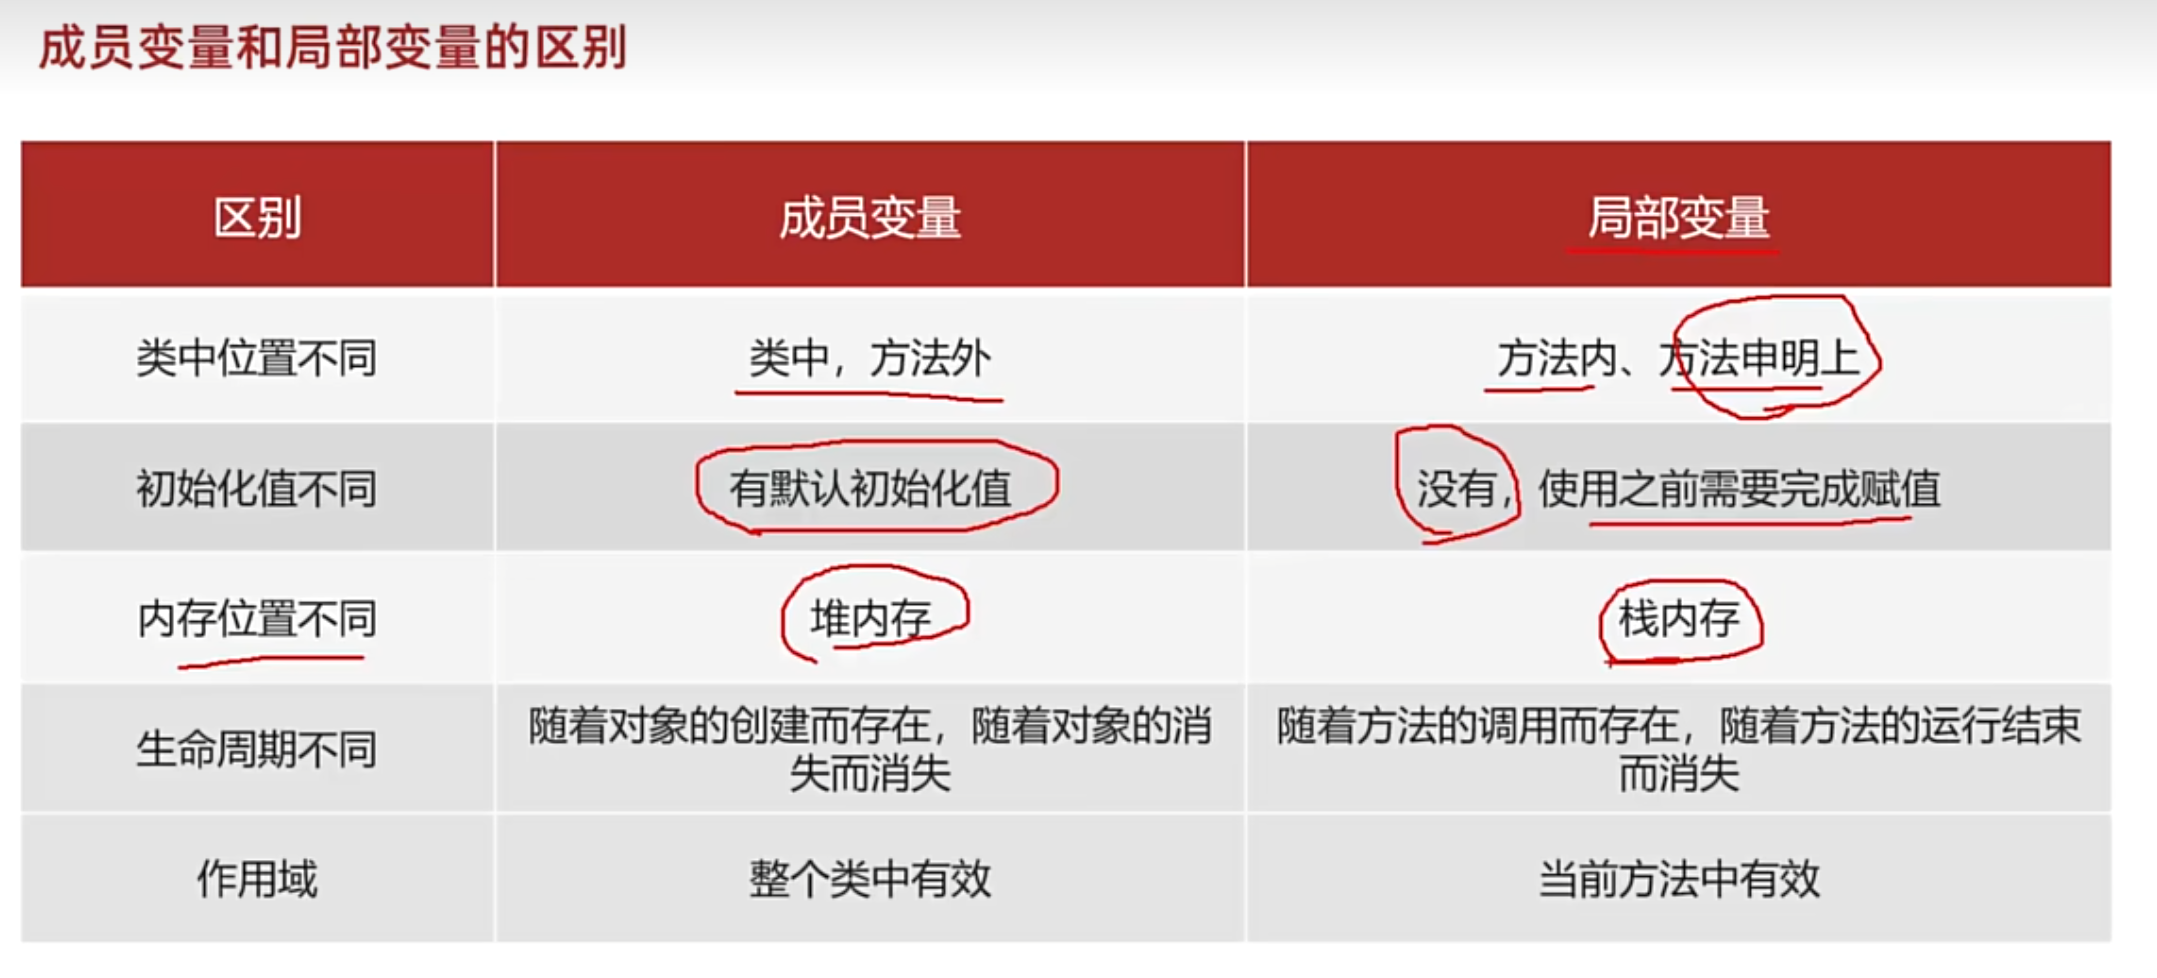 成员变量和局部变量的区别
区别
成员变量
局部变量
类中位置不同
类中，方法外
方法内、方法申明上
初始化值不同
有默认初始化值
没有，使用之前需要完成赋值
内存位置不同
堆内存
栈内存
生命周期不同
随着对象的创建而存在，随着对象的消
失而消失
随着方法的调用而存在，随着方法的运行结束
而消失
作用域
整个类中有效
当前方法中有效